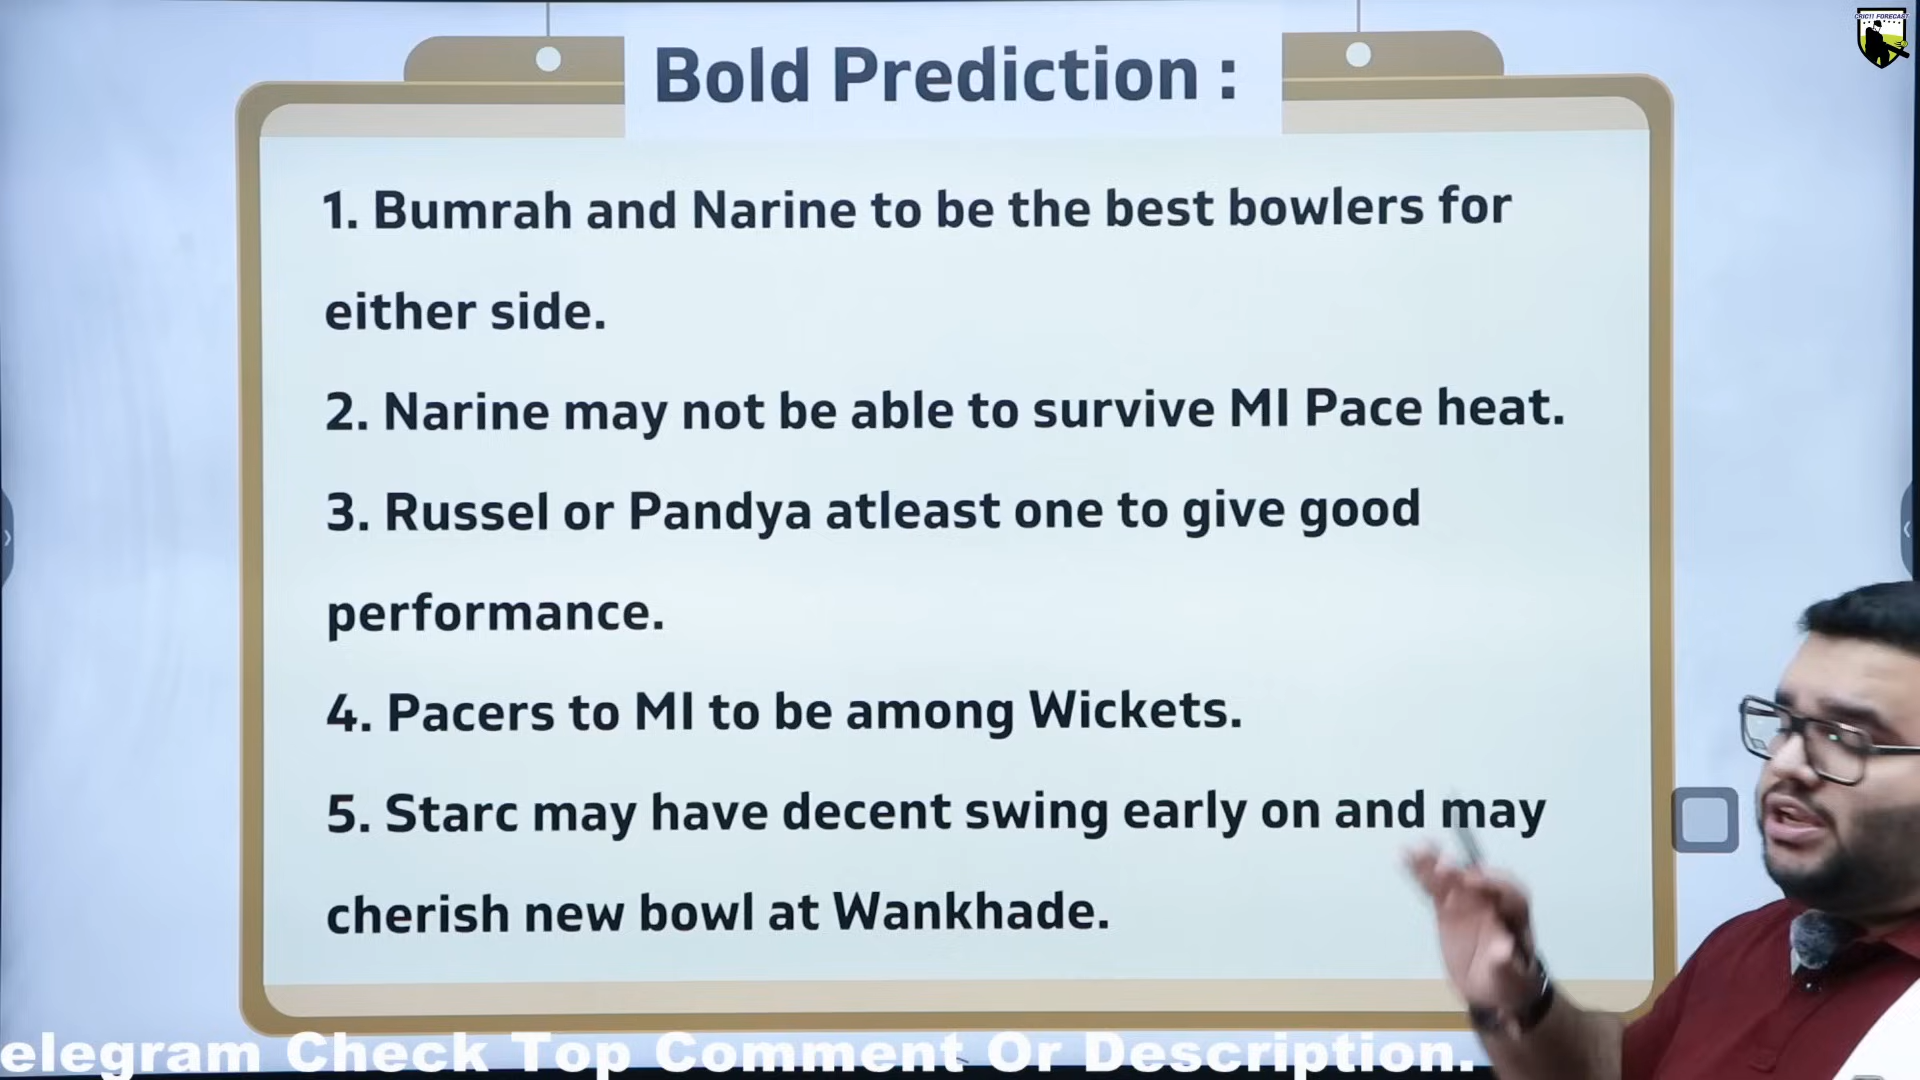 CRIC11 FORECAST
Bold Prediction :
1. Bumrah and Narine to be the best bowlers for
either side.
2. Narine may not be able to survive MI Pace heat.
3. Russel or Pandya atleast one to give good
performance.
4. Pacers to MI to be among Wickets.
5. Starc may have decent swing early on and may
cherish new bowl at Wankhade.
elegram Check Top Comment Or Description.